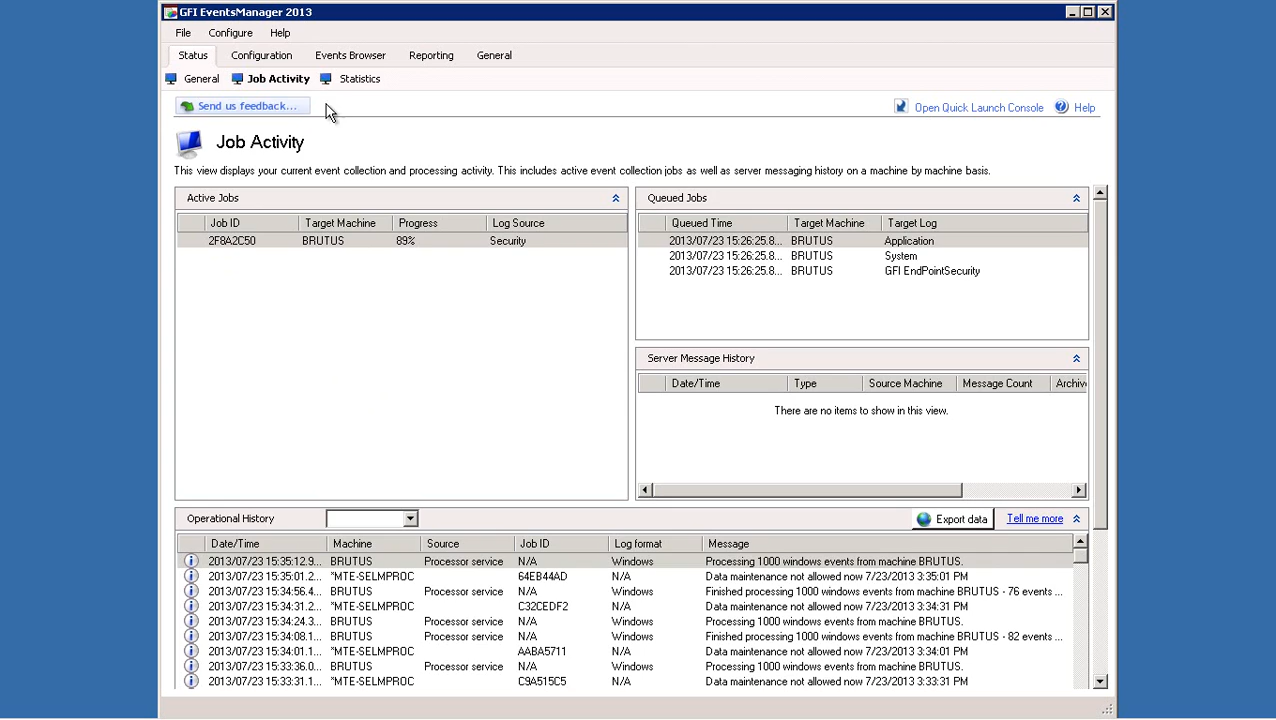 GFI EventsManager 2013
File Configure Help
Status Configuration Events Browser Reporting General
General Job Activity Statistics
Send us feedback... Open Quick Launch Console Help
Job Activity
This view displays your current event collection and processing activity. This includes active event collection jobs as well as server messaging history on a machine by machine basis.
Active Jobs
Job ID Target Machine Progress Log Source
2F8A2C50 BRUTUS 89% Security
Queued Jobs
Queued Time Target Machine Target Log
2013/07/23 15:26:25.8... BRUTUS Application
2013/07/23 15:26:25.8... BRUTUS System
2013/07/23 15:26:25.8... BRUTUS GFI EndPointSecurity
Server Message History
Date/Time Type Source Machine Message Count Archive
There are no items to show in this view.
Operational History Export data Tell me more
Date/Time Machine Source Job ID Log format Message
2013/07/23 15:35:12.9... BRUTUS Processor service N/A Windows Processing 1000 windows events from machine BRUTUS.
2013/07/23 15:35:01.2... *MTE-SELMPROC 64EB44AD N/A Data maintenance not allowed now 7/23/2013 3:35:01 PM
2013/07/23 15:34:56.4... BRUTUS Processor service N/A Windows Finished processing 1000 windows events from machine BRUTUS - 76 events ...
2013/07/23 15:34:31.2... *MTE-SELMPROC C32CEDF2 N/A Data maintenance not allowed now 7/23/2013 3:34:31 PM
2013/07/23 15:34:24.3... BRUTUS Processor service N/A Windows Processing 1000 windows events from machine BRUTUS.
2013/07/23 15:34:08.1... BRUTUS Processor service N/A Windows Finished processing 1000 windows events from machine BRUTUS - 82 events ...
2013/07/23 15:34:01.1... *MTE-SELMPROC AABA5711 N/A Data maintenance not allowed now 7/23/2013 3:34:01 PM
2013/07/23 15:33:36.0... BRUTUS Processor service N/A Windows Processing 1000 windows events from machine BRUTUS.
2013/07/23 15:33:31.1... *MTE-SELMPROC C9A515C5 N/A Data maintenance not allowed now 7/23/2013 3:33:31 PM